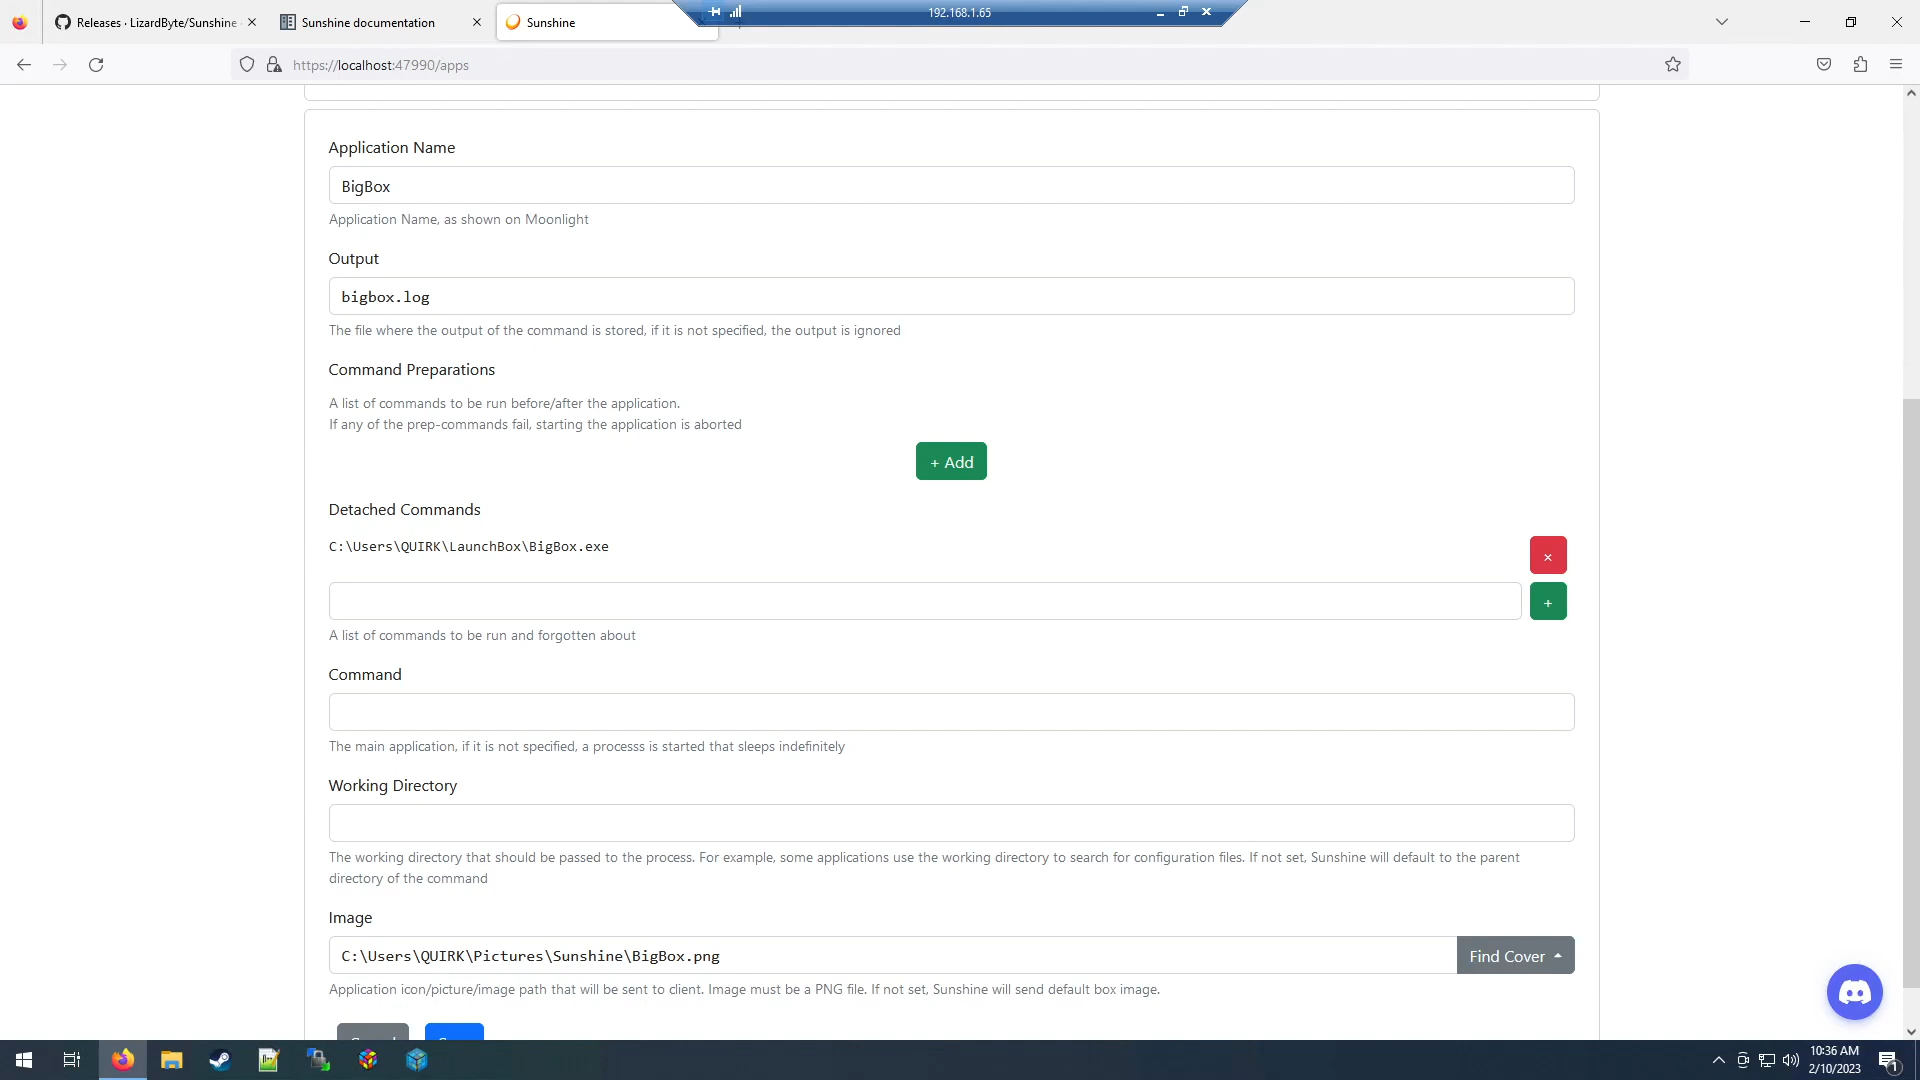 Releases · LizardByte/Sunshine
Sunshine documentation
Sunshine
192.168.1.65
https://localhost:47990/apps
Application Name
BigBox
Application Name, as shown on Moonlight
Output
bigbox.log
The file where the output of the command is stored, if it is not specified, the output is ignored
Command Preparations
A list of commands to be run before/after the application.
If any of the prep-commands fail, starting the application is aborted
+ Add
Detached Commands
C:\Users\QUIRK\LaunchBox\BigBox.exe
×
+
A list of commands to be run and forgotten about
Command
The main application, if it is not specified, a processs is started that sleeps indefinitely
Working Directory
The working directory that should be passed to the process. For example, some applications use the working directory to search for configuration files. If not set, Sunshine will default to the parent
directory of the command
Image
C:\Users\QUIRK\Pictures\Sunshine\BigBox.png
Find Cover
Application icon/picture/image path that will be sent to client. Image must be a PNG file. If not set, Sunshine will send default box image.
10:36 AM
2/10/2023
1